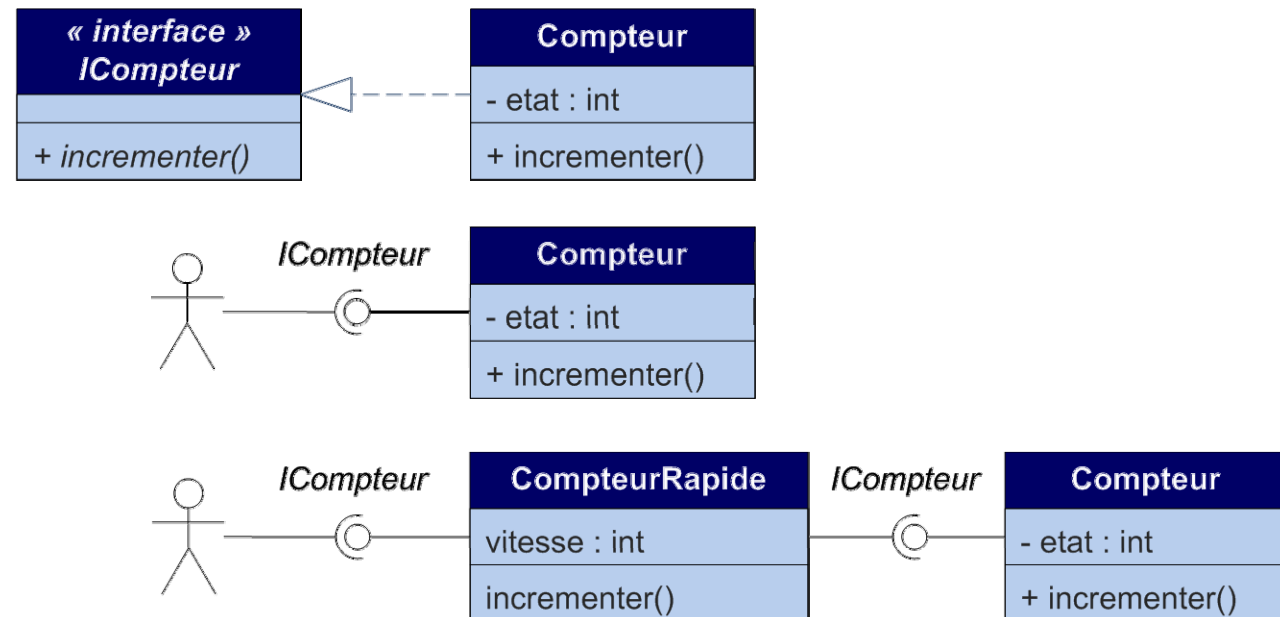 « interface »
ICompteur
+ incrementer()
Compteur
- etat : int
+ incrementer()
ICompteur
Compteur
- etat : int
+ incrementer()
ICompteur
CompteurRapide
vitesse : int
incrementer()
ICompteur
Compteur
- etat : int
+ incrementer()